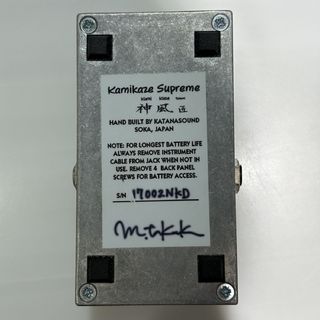 Kamikaze Supreme
神風 匠
HAND BUILT BY KATANASOUND
SOKA, JAPAN
NOTE: FOR LONGEST BATTERY LIFE
ALWAYS REMOVE INSTRUMENT
CABLE FROM JACK WHEN NOT IN
USE. REMOVE 4 BACK PANEL
SCREWS FOR BATTERY ACCESS.
S/N 17002NKD